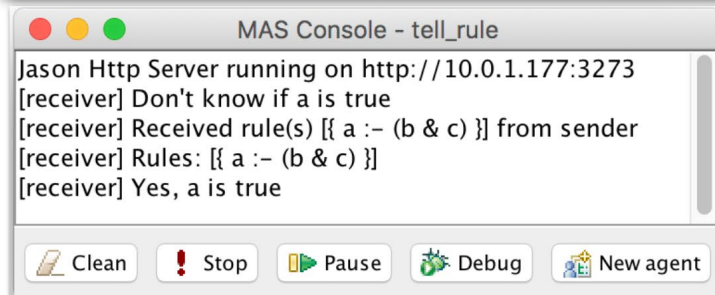 MAS Console - tell_rule
Jason Http Server running on http://10.0.1.177:3273
[receiver] Don't know if a is true
[receiver] Received rule(s) [{ a :- (b & c) }] from sender
[receiver] Rules: [{ a :- (b & c) }]
[receiver] Yes, a is true
Clean Stop Pause Debug New agent